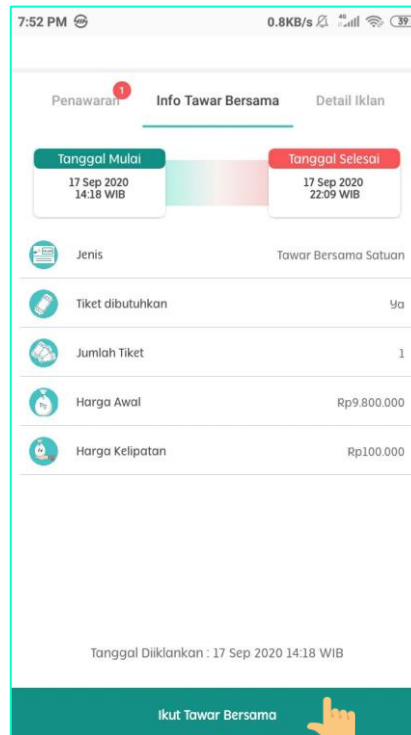 7:52 PM 0.8KB/s 4G 39
Penawaran 1 Info Tawar Bersama Detail Iklan
Tanggal Mulai Tanggal Selesai
17 Sep 2020 17 Sep 2020
14:18 WIB 22:09 WIB
Jenis Tawar Bersama Satuan
Tiket dibutuhkan Ya
Jumlah Tiket 1
Harga Awal Rp9.800.000
Harga Kelipatan Rp100.000
Tanggal Diiklankan : 17 Sep 2020 14:18 WIB
Ikut Tawar Bersama